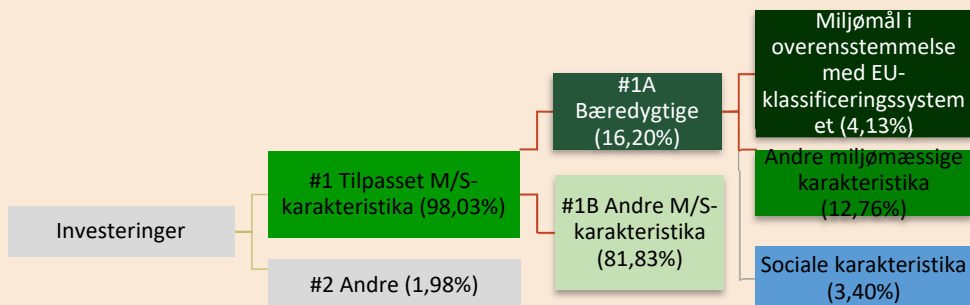 Investeringer
#1 Tilpasset M/S-
karakteristika (98,03%)
#2 Andre (1,98%)
#1A
Bæredygtige
(16,20%)
#1B Andre M/S-
karakteristika
(81,83%)
Miljømål i
overensstemmelse
med EU-
klassificeringssystem
et (4,13%)
Andre miljømæssige
karakteristika
(12,76%)
Sociale karakteristika
(3,40%)